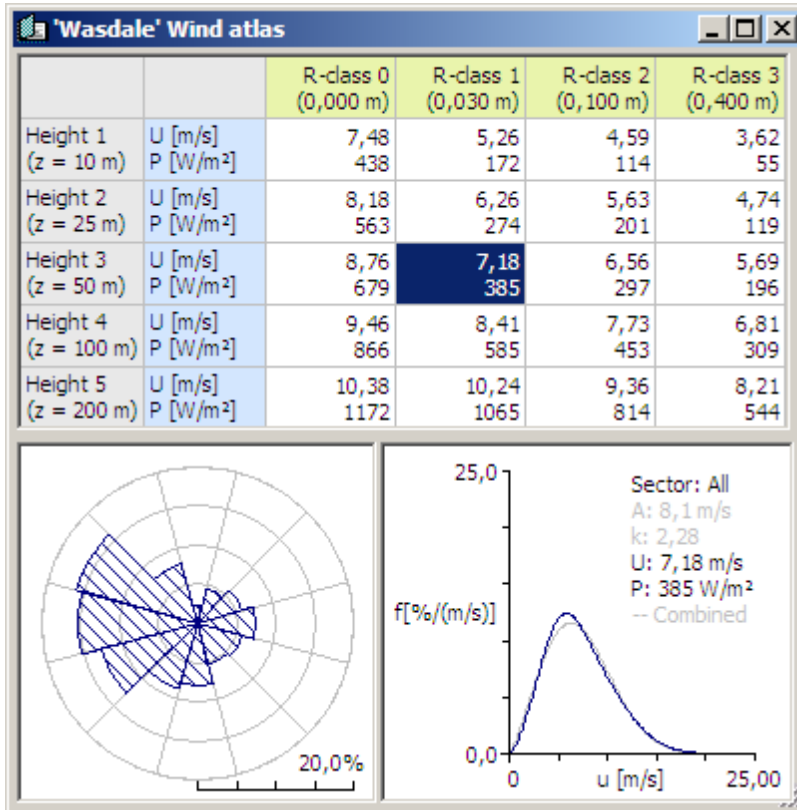 'Wasdale' Wind atlas
R-class 0 R-class 1 R-class 2 R-class 3
(0,000 m) (0,030 m) (0,100 m) (0,400 m)
Height 1 U [m/s] 7,48 5,26 4,59 3,62
(z = 10 m) P [W/m²] 438 172 114 55
Height 2 U [m/s] 8,18 6,26 5,63 4,74
(z = 25 m) P [W/m²] 563 274 201 119
Height 3 U [m/s] 8,76 7,18 6,56 5,69
(z = 50 m) P [W/m²] 679 385 297 196
Height 4 U [m/s] 9,46 8,41 7,73 6,81
(z = 100 m) P [W/m²] 866 585 453 309
Height 5 U [m/s] 10,38 10,24 9,36 8,21
(z = 200 m) P [W/m²] 1172 1065 814 544
20,0%
25,0
Sector: All
A: 8,1 m/s
k: 2,28
U: 7,18 m/s
P: 385 W/m²
-- Combined
f[%/(m/s)]
0,0
0 u [m/s] 25,00